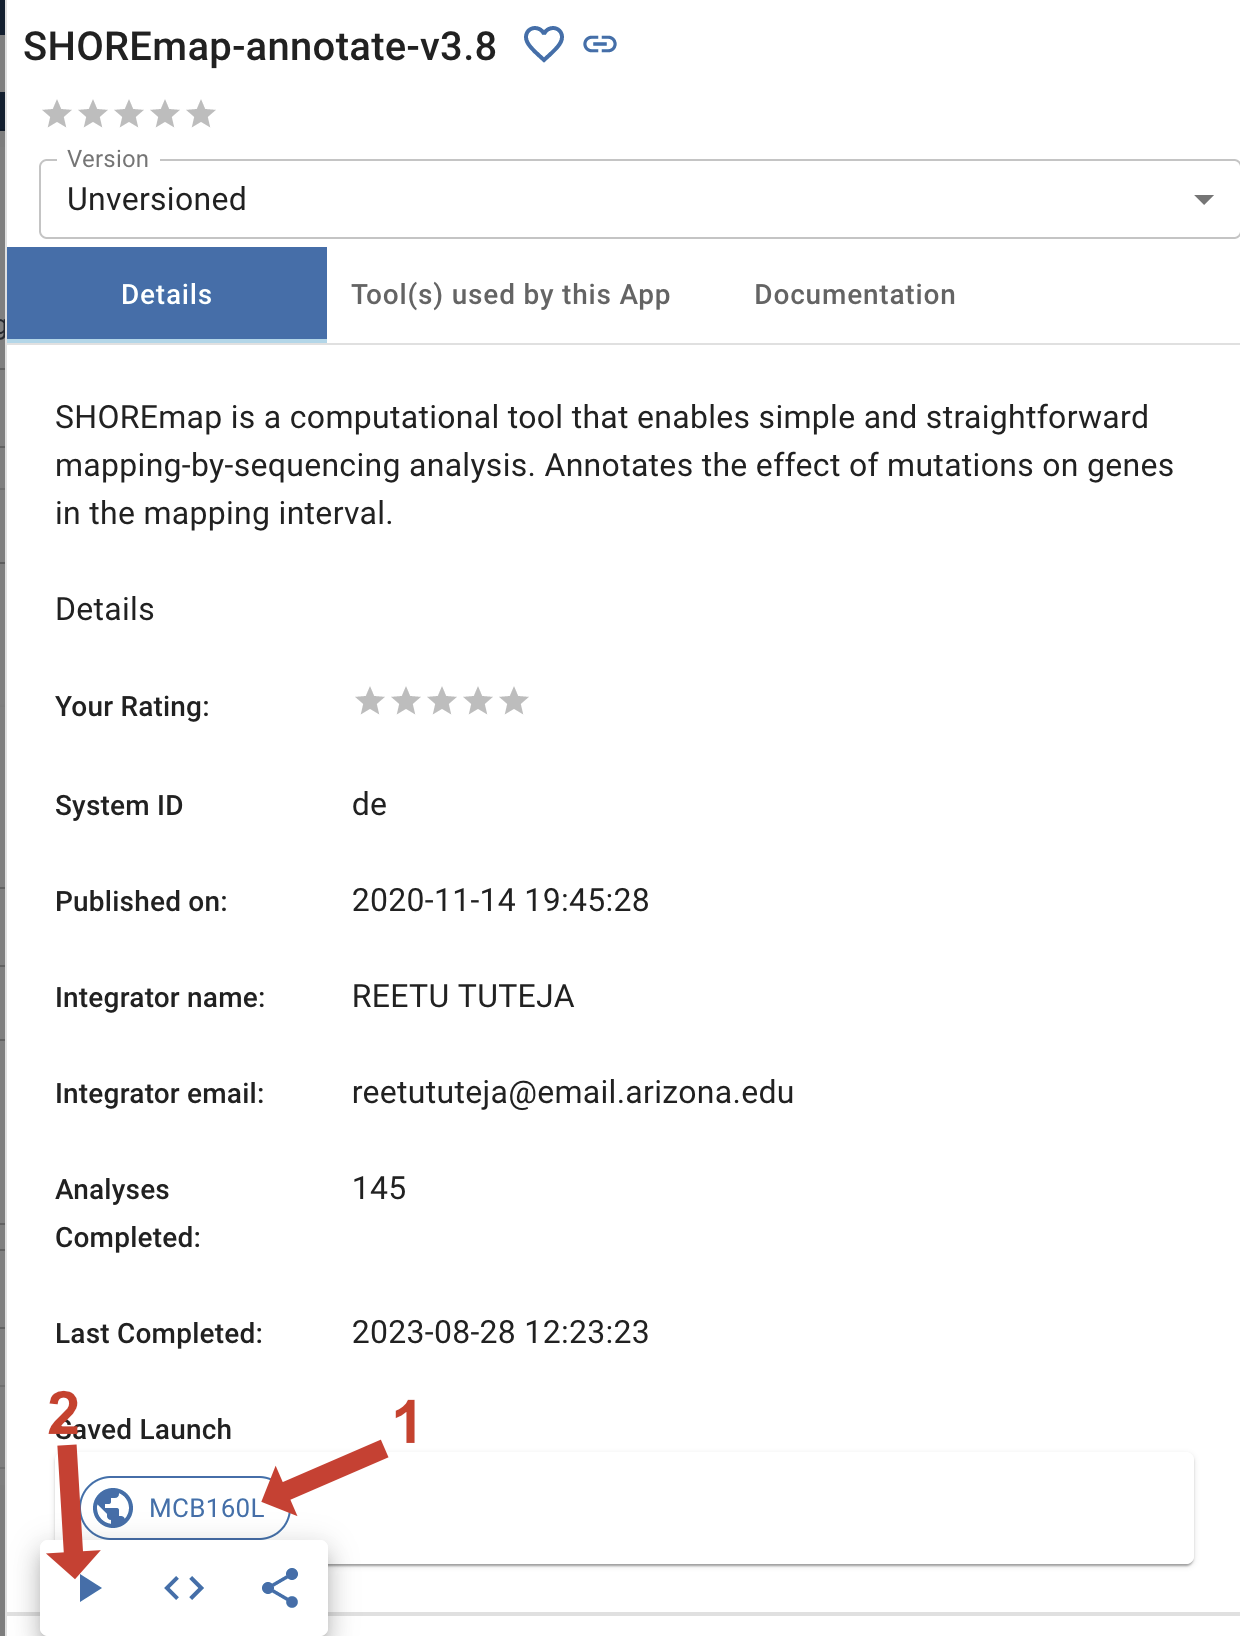 SHOREmap-annotate-v3.8
Version
Unversioned
Details
Tool(s) used by this App
Documentation
SHOREmap is a computational tool that enables simple and straightforward
mapping-by-sequencing analysis. Annotates the effect of mutations on genes
in the mapping interval.
Details
Your Rating:
System ID
de
Published on:
2020-11-14 19:45:28
Integrator name:
REETU TUTEJA
Integrator email:
reetututeja@email.arizona.edu
Analyses
Completed:
145
Last Completed:
2023-08-28 12:23:23
2
1
Saved Launch
MCB160L